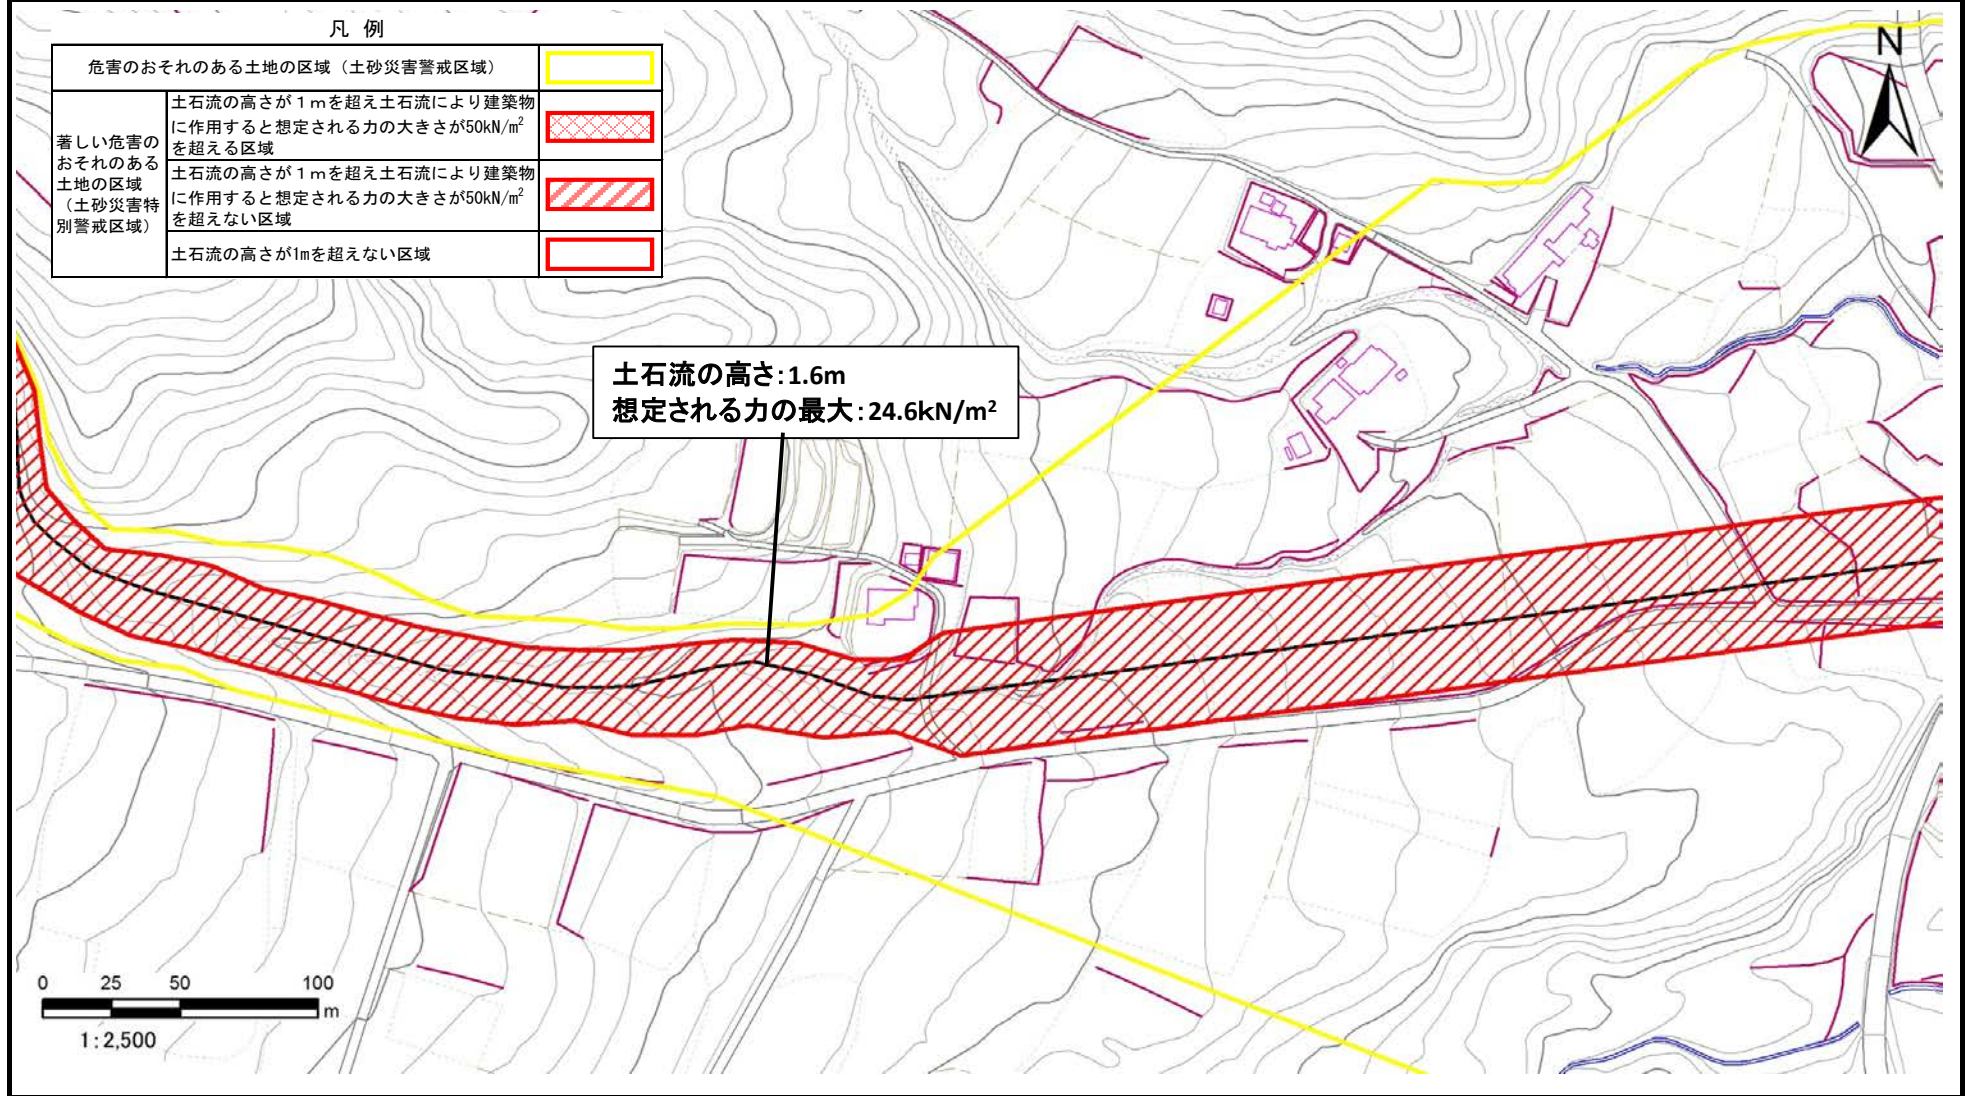 凡 例
危害のおそれのある土地の区域（土砂災害警戒区域）
著しい危害の
おそれのある
土地の区域
（土砂災害特
別警戒区域）
土石流の高さが１ｍを超え土石流により建築物
に作用すると想定される力の大きさが50kN/m²
を超える区域
土石流の高さが１ｍを超え土石流により建築物
に作用すると想定される力の大きさが50kN/m²
を超えない区域
土石流の高さが1mを超えない区域
N
土石流の高さ:1.6m
想定される力の最大:24.6kN/m²
0 25 50 100
m
1:2,500